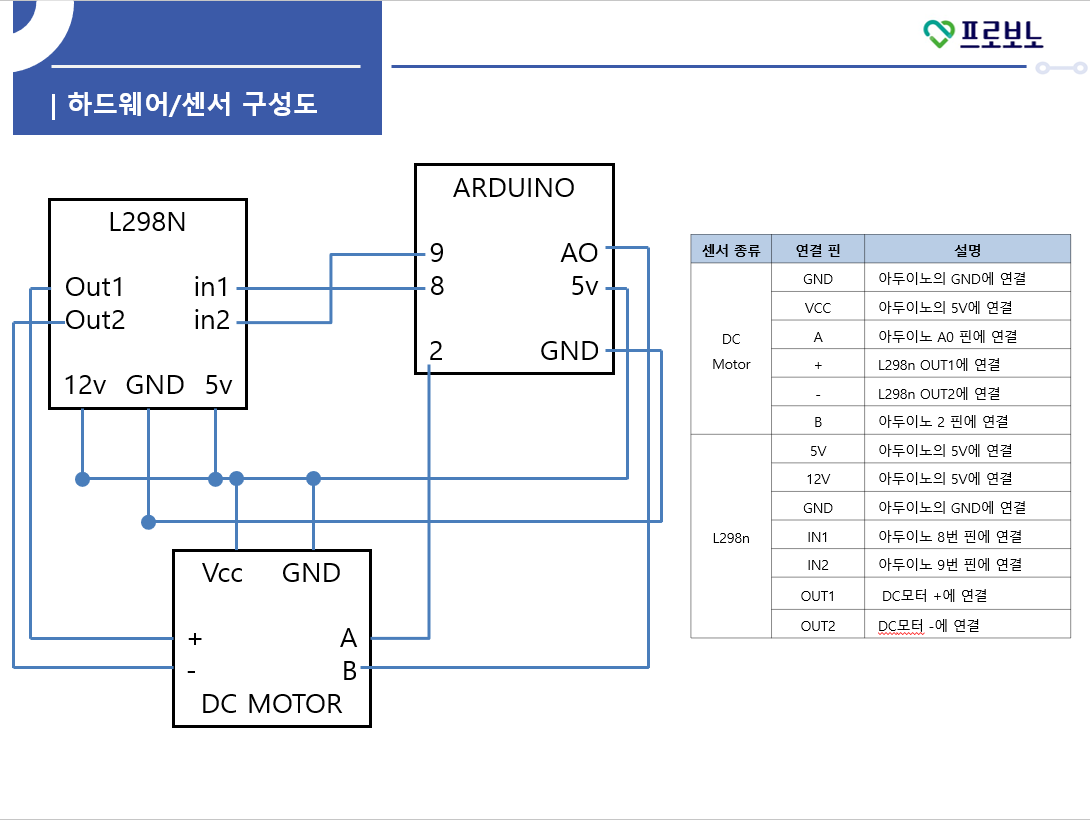 프로보노
| 하드웨어/센서 구성도
L298N
Out1 in1
Out2 in2
12v GND 5v
ARDUINO
9 AO
8 5v
2 GND
Vcc GND
+ A
- B
DC MOTOR
센서 종류 연결 핀 설명
DC Motor GND 아두이노의 GND에 연결
VCC 아두이노의 5V에 연결
A 아두이노 A0 핀에 연결
+ L298n OUT1에 연결
- L298n OUT2에 연결
B 아두이노 2 핀에 연결
L298n 5V 아두이노의 5V에 연결
12V 아두이노의 5V에 연결
GND 아두이노의 GND에 연결
IN1 아두이노 8번 핀에 연결
IN2 아두이노 9번 핀에 연결
OUT1 DC모터 +에 연결
OUT2 DC모터 -에 연결